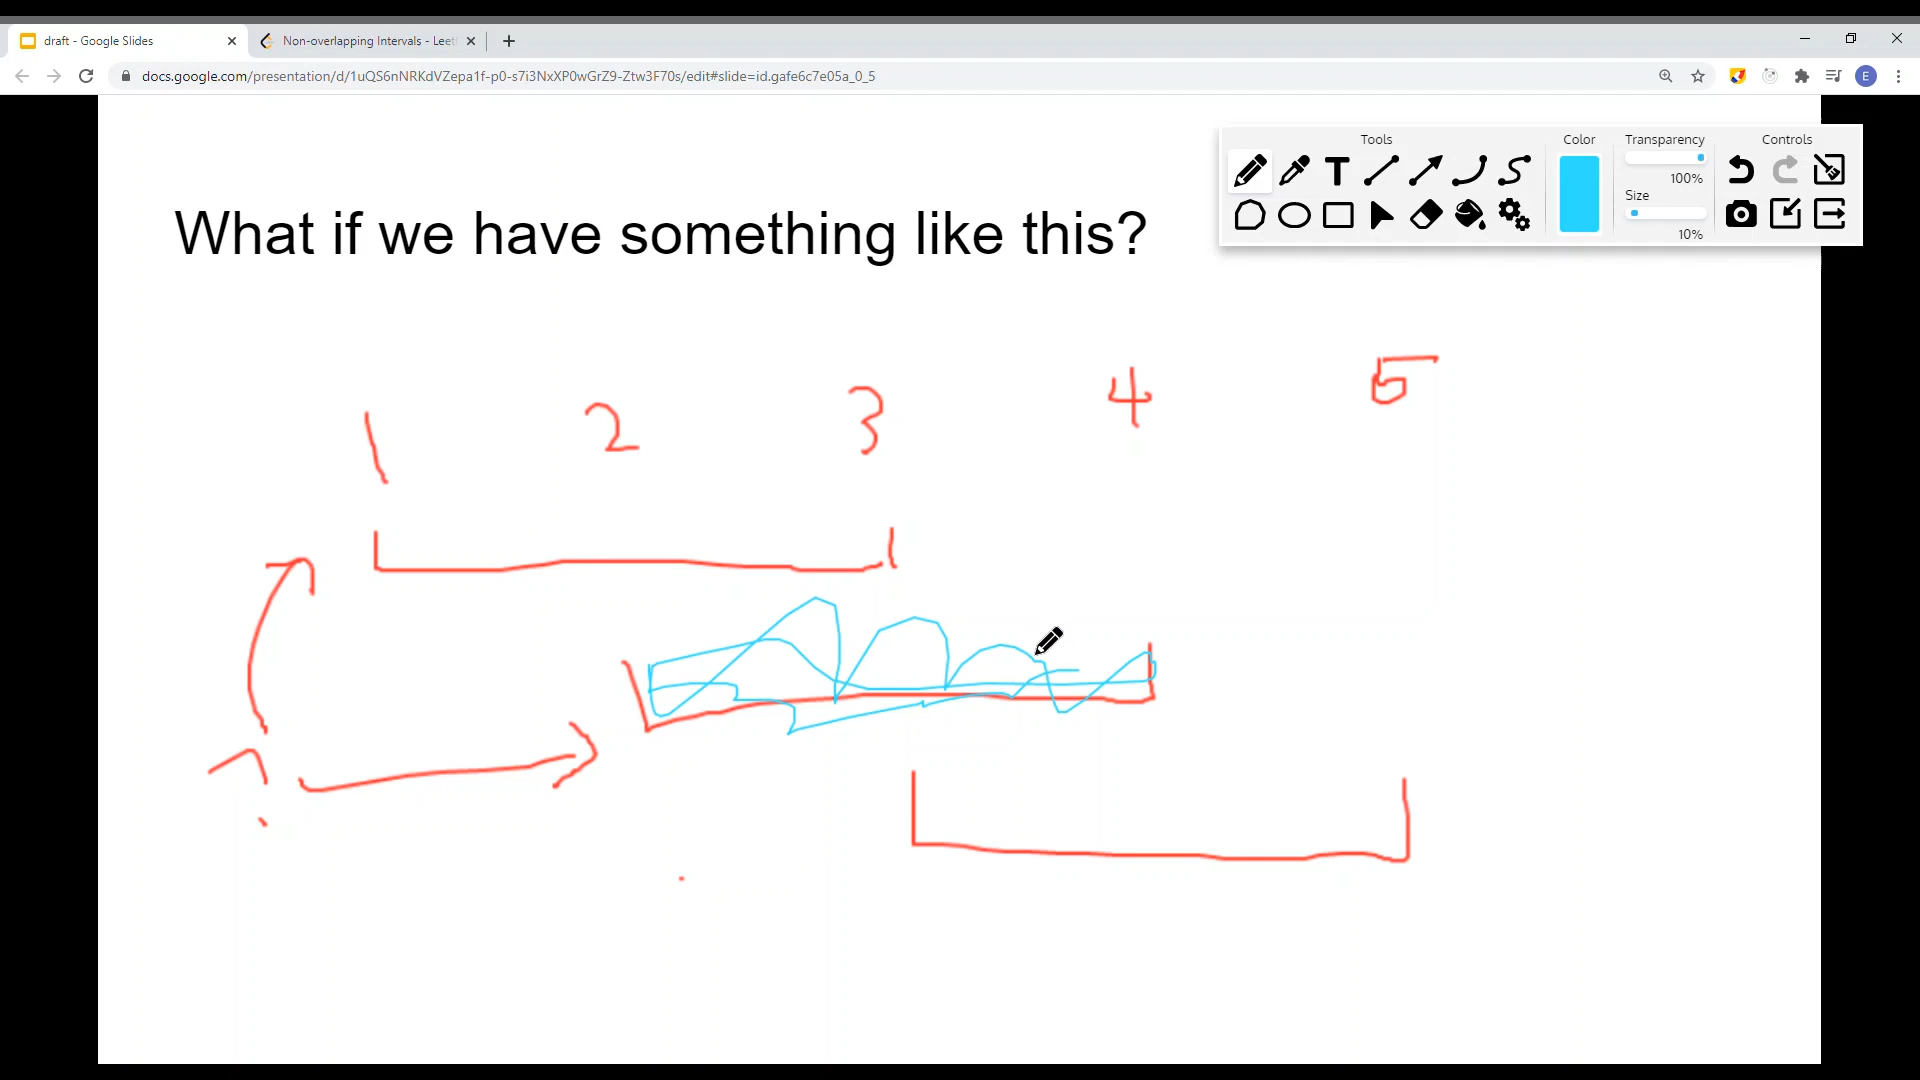 draft - Google Slides
Non-overlapping Intervals - Leet
docs.google.com/presentation/d/1uQS6nNRKdVZepa1f-p0-s7i3NxXP0wGrZ9-Ztw3F70s/edit#slide=id.gafe6c7e05a_0_5
E
Tools
Color
Transparency
Controls
T
100%
Size
10%
What if we have something like this?
1 2 3 4 5
?